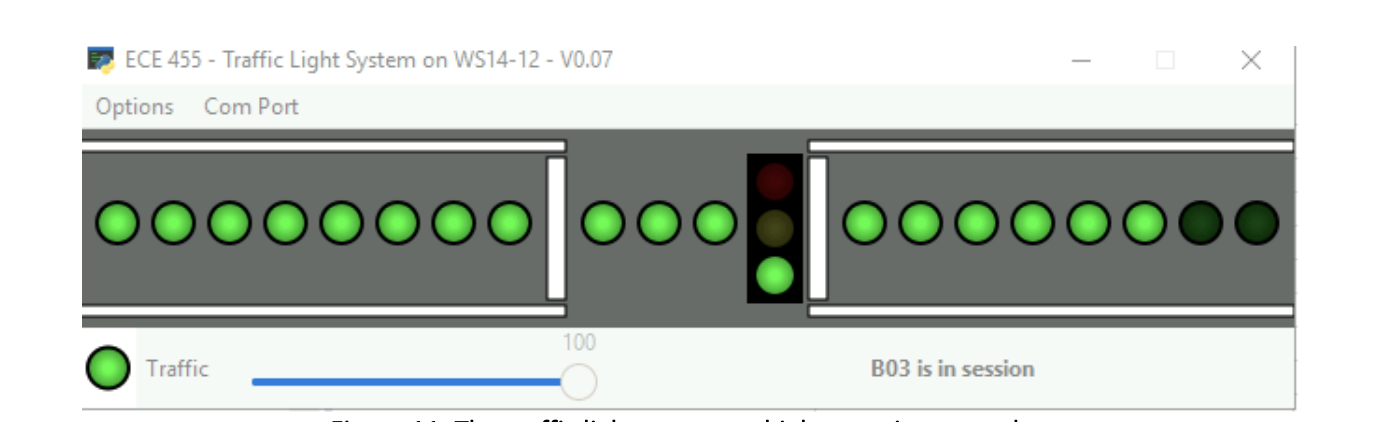 ECE 455 - Traffic Light System on WS14-12 - V0.07
Options Com Port
100
Traffic
B03 is in session